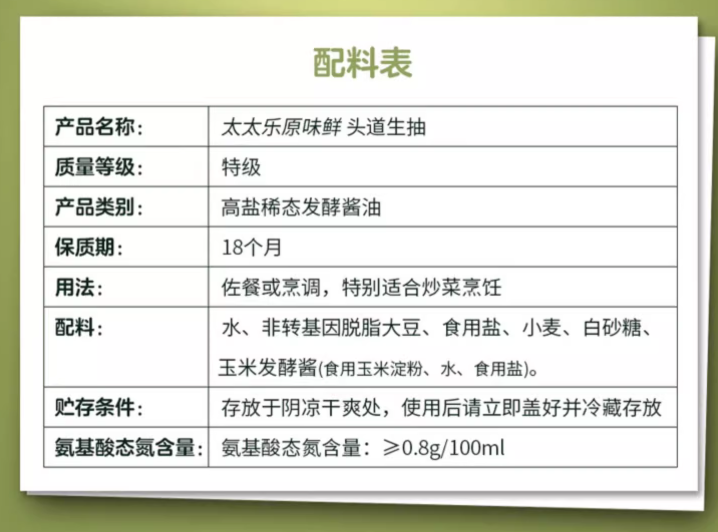 配料表
产品名称： 太太乐原味鲜 头道生抽
质量等级： 特级
产品类别： 高盐稀态发酵酱油
保质期： 18个月
用法： 佐餐或烹调，特别适合炒菜烹饪
配料： 水、非转基因脱脂大豆、食用盐、小麦、白砂糖、
玉米发酵酱(食用玉米淀粉、水、食用盐)。
贮存条件： 存放于阴凉干爽处，使用后请立即盖好并冷藏存放
氨基酸态氮含量： 氨基酸态氮含量：≥0.8g/100ml